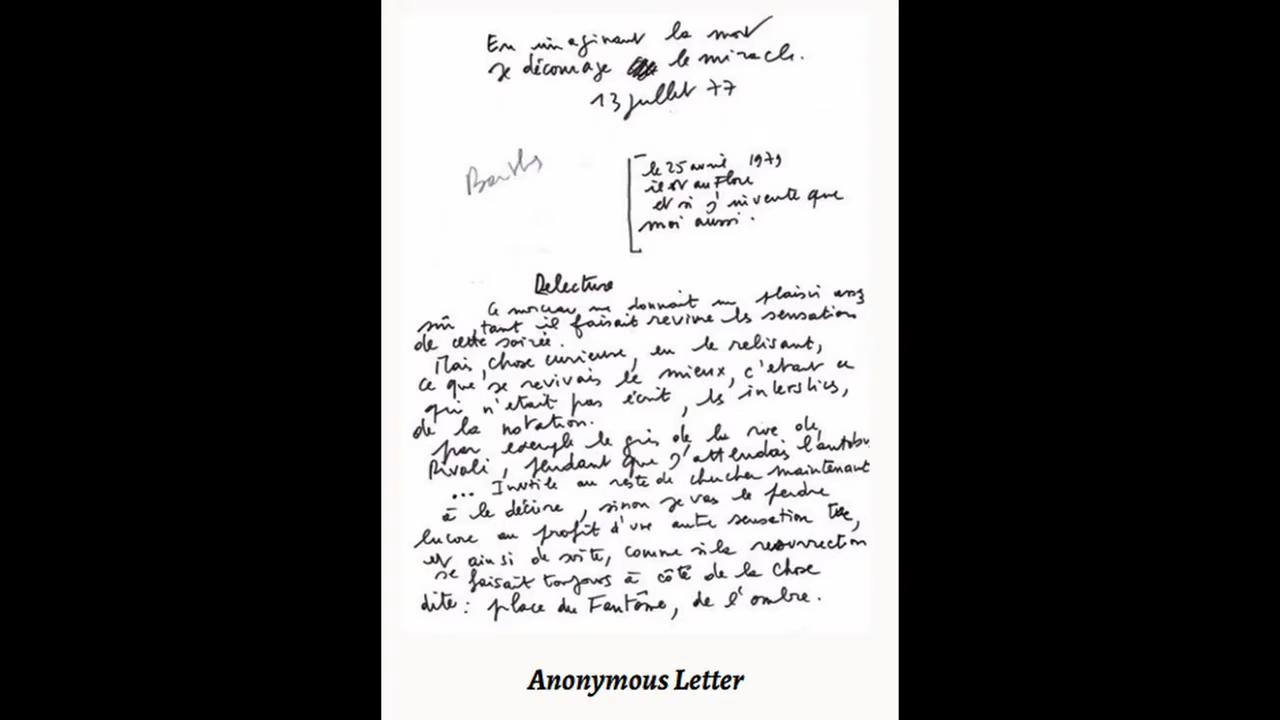 En imaginant la mort
je décourage le miracle.
13 juillet 77
Barthes
le 25 avril 1979
il est au Flore
et si j'invente que
moi aussi.
Delecture
Ce morceau me donnait un plaisir assez
sûr, tant il faisait revivre les sensations
de cette soirée.
Mais, chose curieuse, en le relisant,
ce que je revivais le mieux, c'était ce
qui n'était pas écrit, les interstices,
de la notation.
par exemple le gris de la rue de
Rivoli, pendant que j'attendais l'autobus
... Inutile au reste de chercher maintenant
à le décrire, sinon je vais le perdre
encore au profit d'une autre sensation
et ainsi de suite, comme si la resurrection
se faisait toujours à côté de la chose
dite : place du Fantôme, de l'ombre.
Anonymous Letter